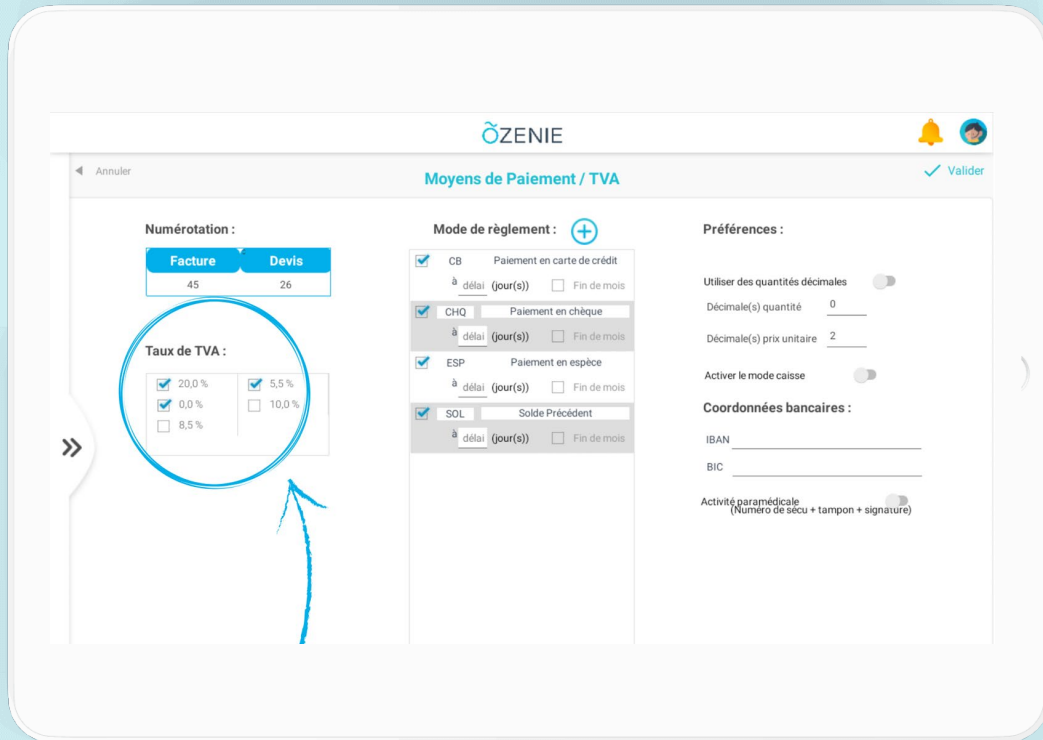 ÕZENIE
Annuler
Moyens de Paiement / TVA
Valider
Numérotation :
Facture Devis
45 26
Taux de TVA :
20,0 % 5,5 %
0,0 % 10,0 %
8,5 %
Mode de règlement :
CB Paiement en carte de crédit
à délai (jour(s)) Fin de mois
CHQ Paiement en chèque
à délai (jour(s)) Fin de mois
ESP Paiement en espèce
à délai (jour(s)) Fin de mois
SOL Solde Précédent
à délai (jour(s)) Fin de mois
Préférences :
Utiliser des quantités décimales
Décimale(s) quantité 0
Décimale(s) prix unitaire 2
Activer le mode caisse
Coordonnées bancaires :
IBAN
BIC
Activité paramédicale
(Numéro de sécu + tampon + signature)